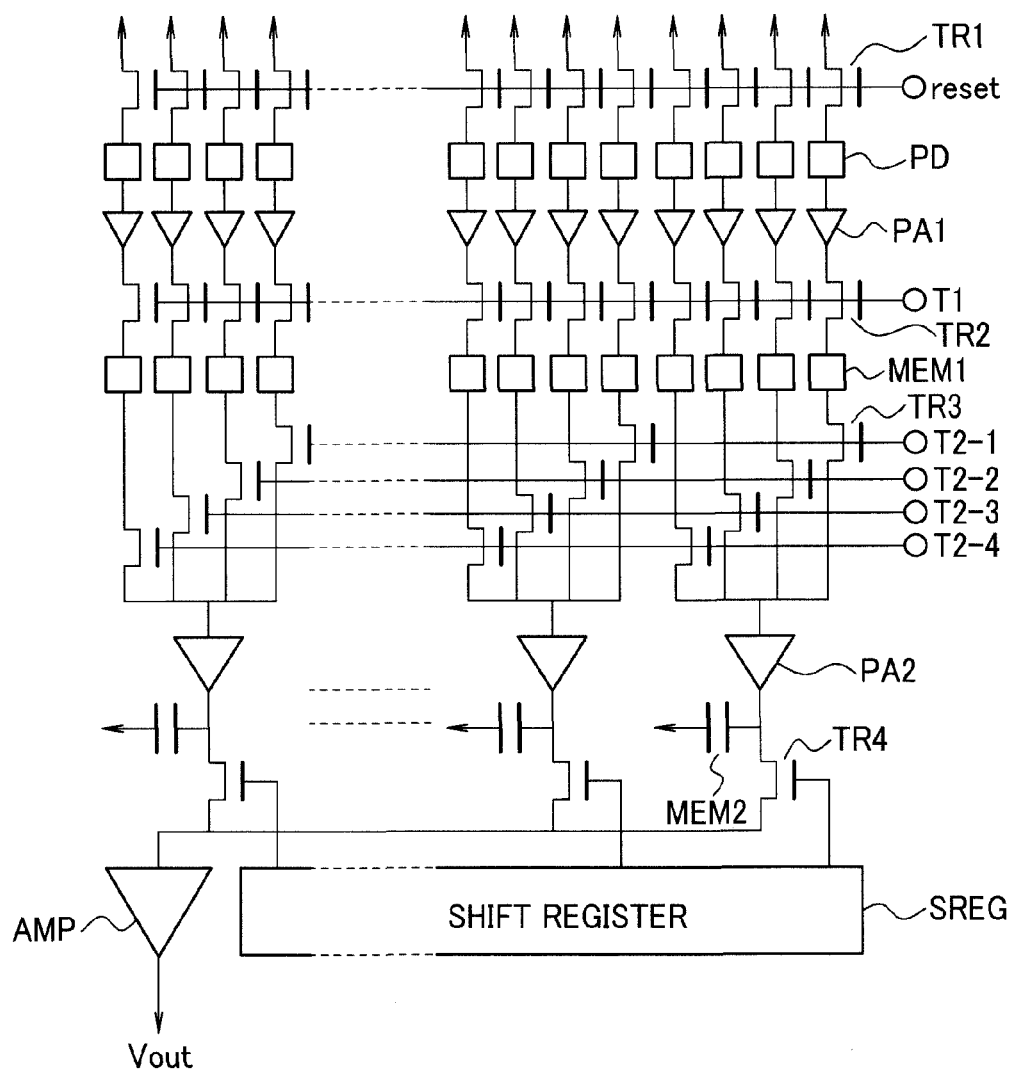 TR1
reset
PD
PA1
T1
TR2
MEM1
TR3
T2-1
T2-2
T2-3
T2-4
PA2
TR4
MEM2
SHIFT REGISTER
SREG
AMP
Vout